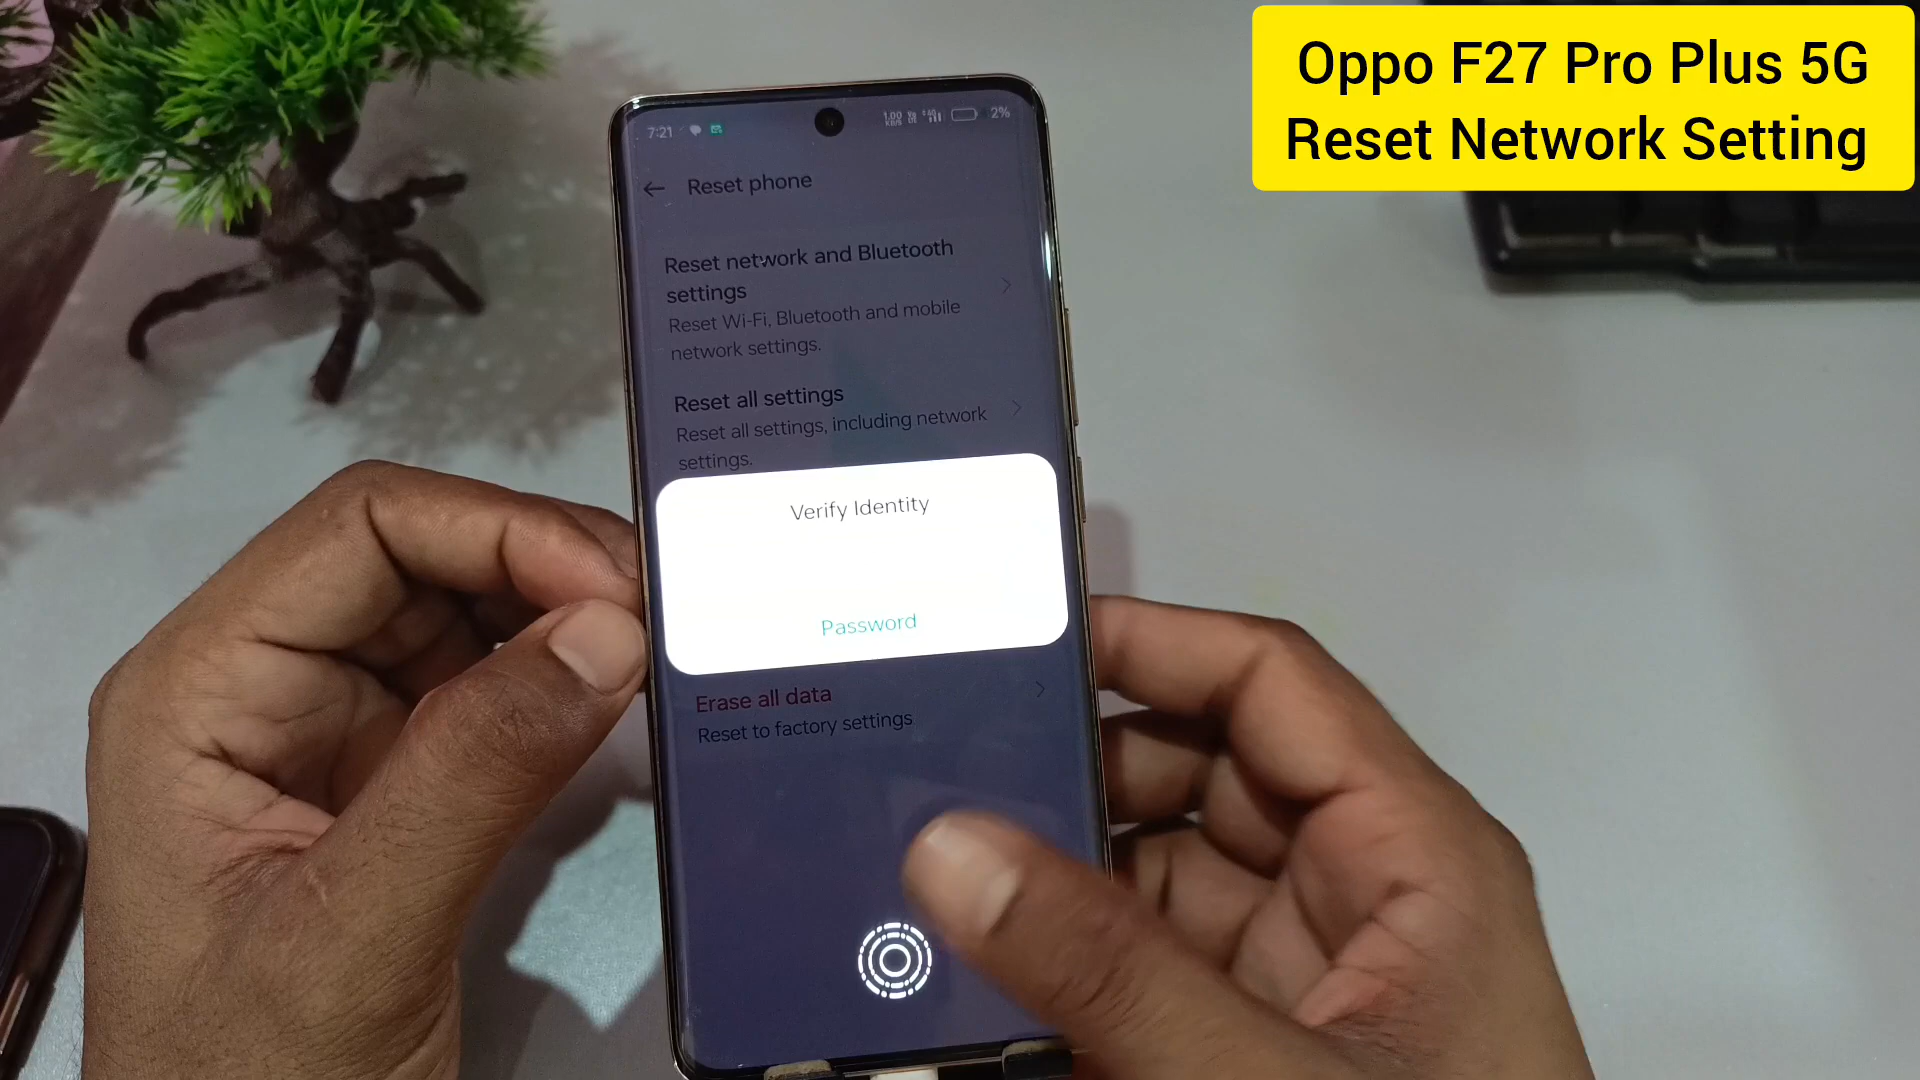 Oppo F27 Pro Plus 5G
Reset Network Setting
7:21
2%
Reset phone
Reset network and Bluetooth
settings
Reset Wi-Fi, Bluetooth and mobile
network settings.
Reset all settings
Reset all settings, including network
settings.
Verify Identity
Password
Erase all data
Reset to factory settings